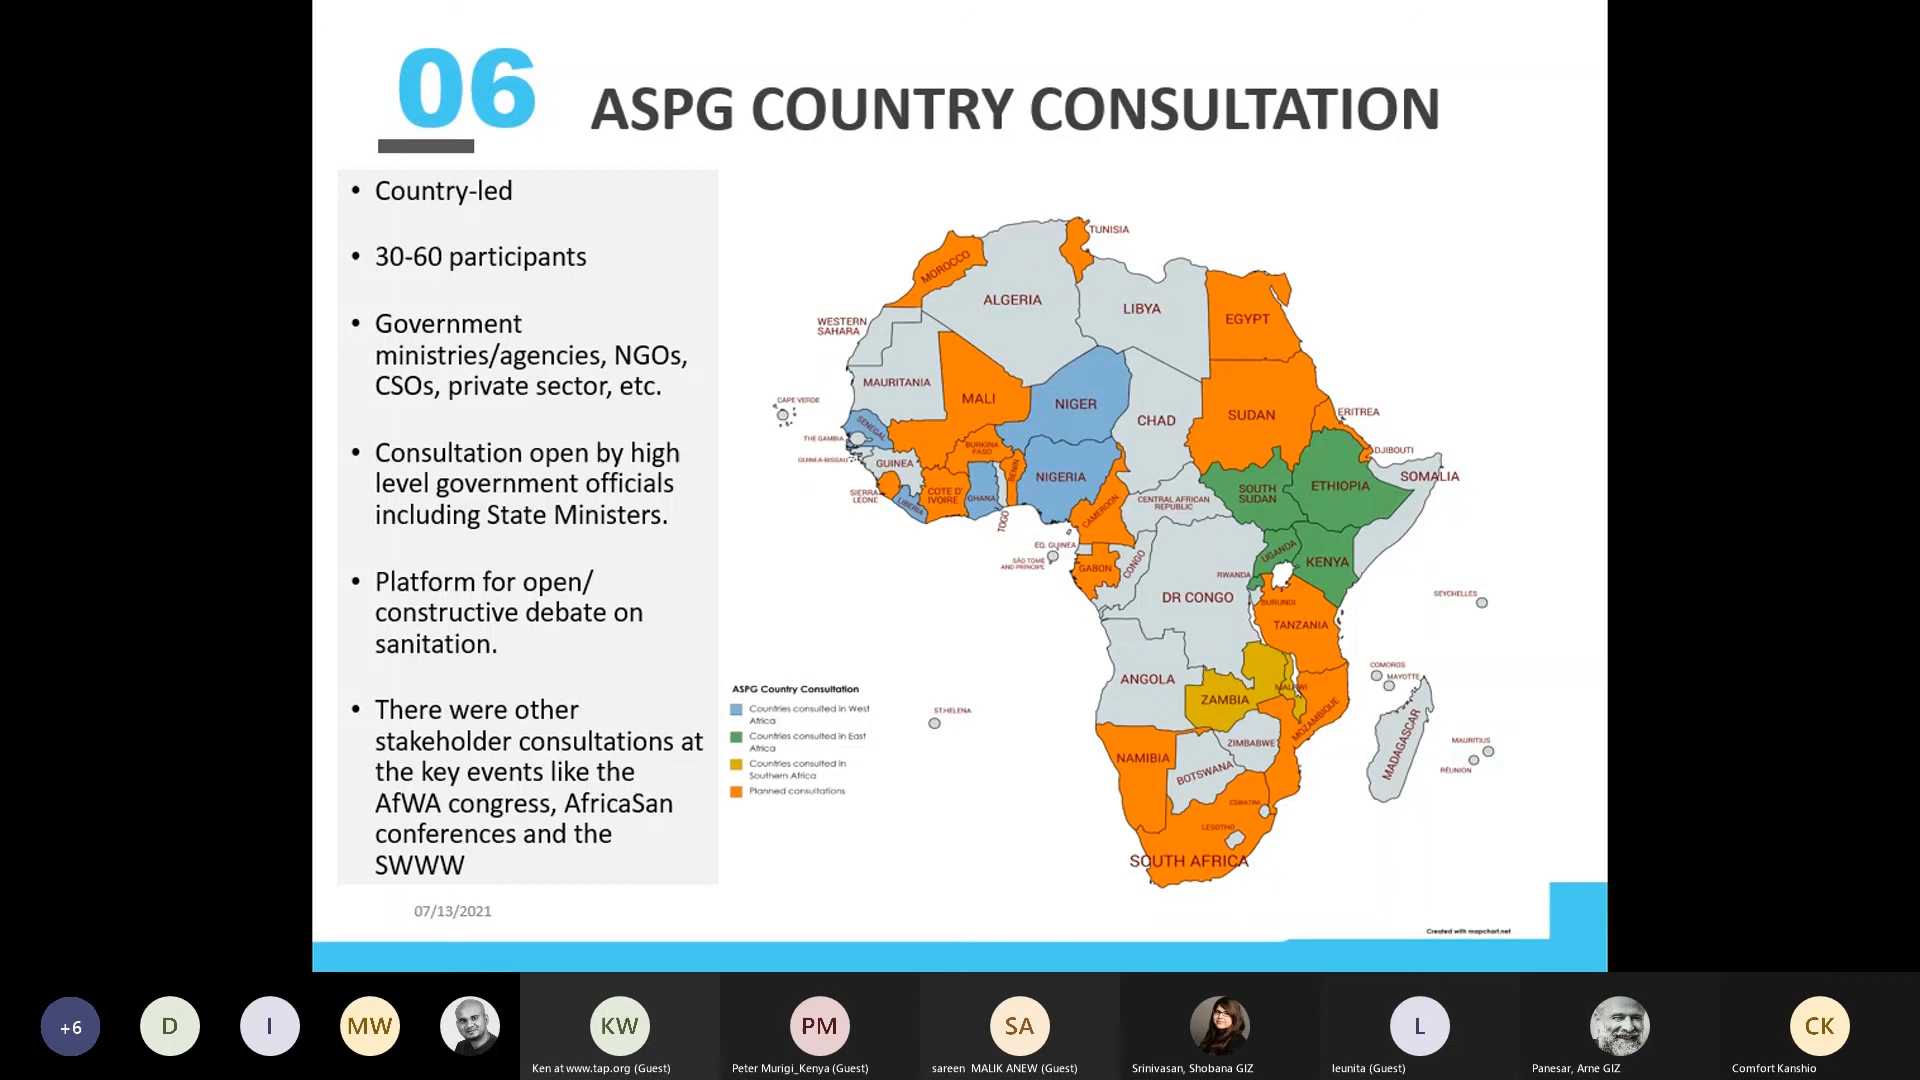 06
ASPG COUNTRY CONSULTATION
• Country-led
• 30-60 participants
• Government
ministries/agencies, NGOs,
CSOs, private sector, etc.
• Consultation open by high
level government officials
including State Ministers.
• Platform for open/
constructive debate on
sanitation.
• There were other
stakeholder consultations at
the key events like the
AfWA congress, AfricaSan
conferences and the
SWWW
07/13/2021
TUNISIA
MOROCCO
ALGERIA
LIBYA
EGYPT
WESTERN
SAHARA
MAURITANIA
MALI
NIGER
CHAD
SUDAN
ERITREA
CAPE VERDE
SENEGAL
THE GAMBIA
GUINEA-BISSAU
GUINEA
BURKINA
FASO
BENIN
NIGERIA
DJIBOUTI
SOMALIA
ETHIOPIA
SOUTH
SUDAN
SIERRA
LEONE
LIBERIA
COTE D'
IVOIRE
GHANA
TOGO
CAMEROON
CENTRAL AFRICAN
REPUBLIC
EQ. GUINEA
SÃO TOMÉ
AND PRINCIPE
GABON
CONGO
UGANDA
KENYA
RWANDA
DR CONGO
BURUNDI
TANZANIA
SEYCHELLES
COMOROS
MAYOTTE
ANGOLA
ZAMBIA
MALAWI
MOZAMBIQUE
MADAGASCAR
ST.HELENA
MAURITIUS
RÉUNION
NAMIBIA
ZIMBABWE
BOTSWANA
ESWATINI
LESOTHO
SOUTH AFRICA
ASPG Country Consultation
Countries consulted in West
Africa
Countries consulted in East
Africa
Countries consulted in
Southern Africa
Planned consultations
Created with mapchart.net
+6
D
I
MW
KW
PM
SA
L
CK
Ken at www.tap.org (Guest)
Peter Murigi_Kenya (Guest)
sareen MALIK ANEW (Guest)
Srinivasan, Shobana GIZ
leunita (Guest)
Panesar, Arne GIZ
Comfort Kanshio